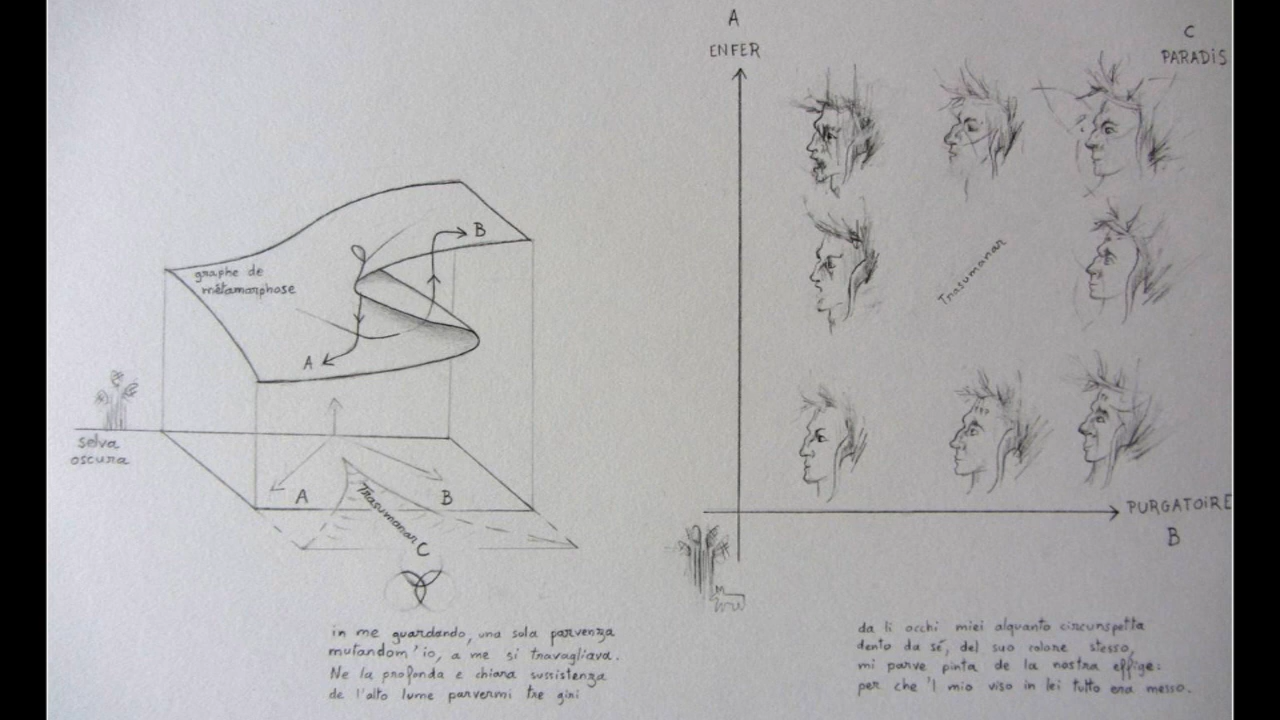 graphe de
métamorphose
A
B
selva
oscura
A
B
Trasumanar C
in me guardando, una sola parvenza
mutandom' io, a me si travagliava.
Ne la profonda e chiara sussistenza
de l'alto lume parvermi tre giri
A
ENFER
C
PARADIS
Trasumanar
PURGATOIRE
B
da li occhi miei alquanto circunspetta
dento da sé, del suo colore stesso,
mi parve pinta de la nostra effige:
per che 'l mio viso in lei tutto era messo.